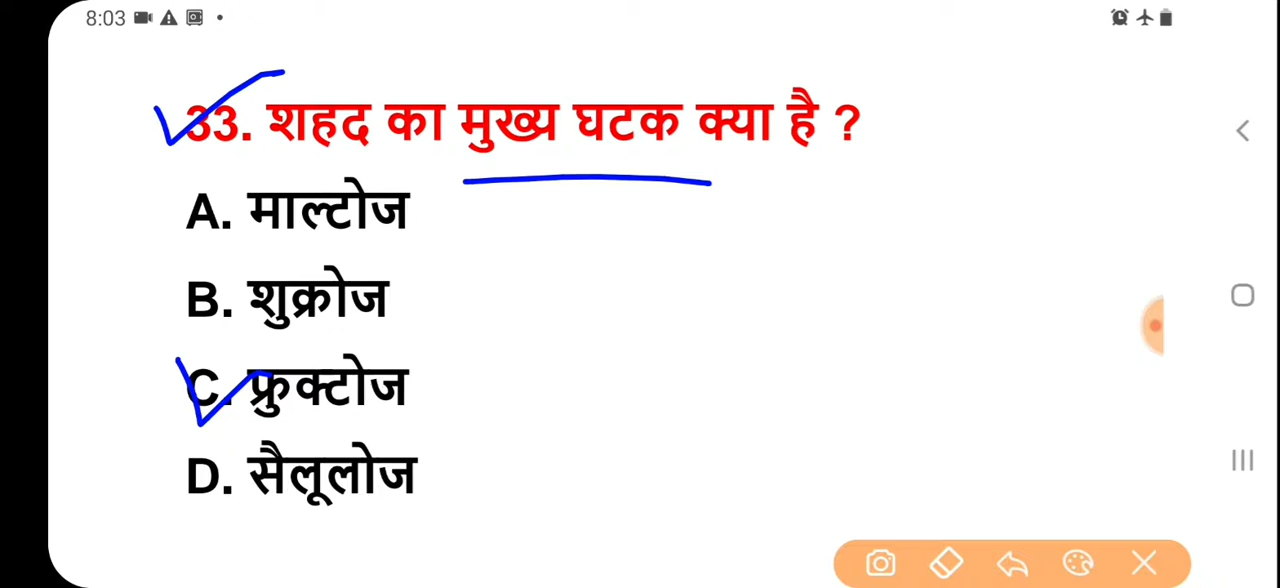 8:03
33. शहद का मुख्य घटक क्या है ?
A. माल्टोज
B. शुक्रोज
C. फ्रुक्टोज
D. सैलूलोज